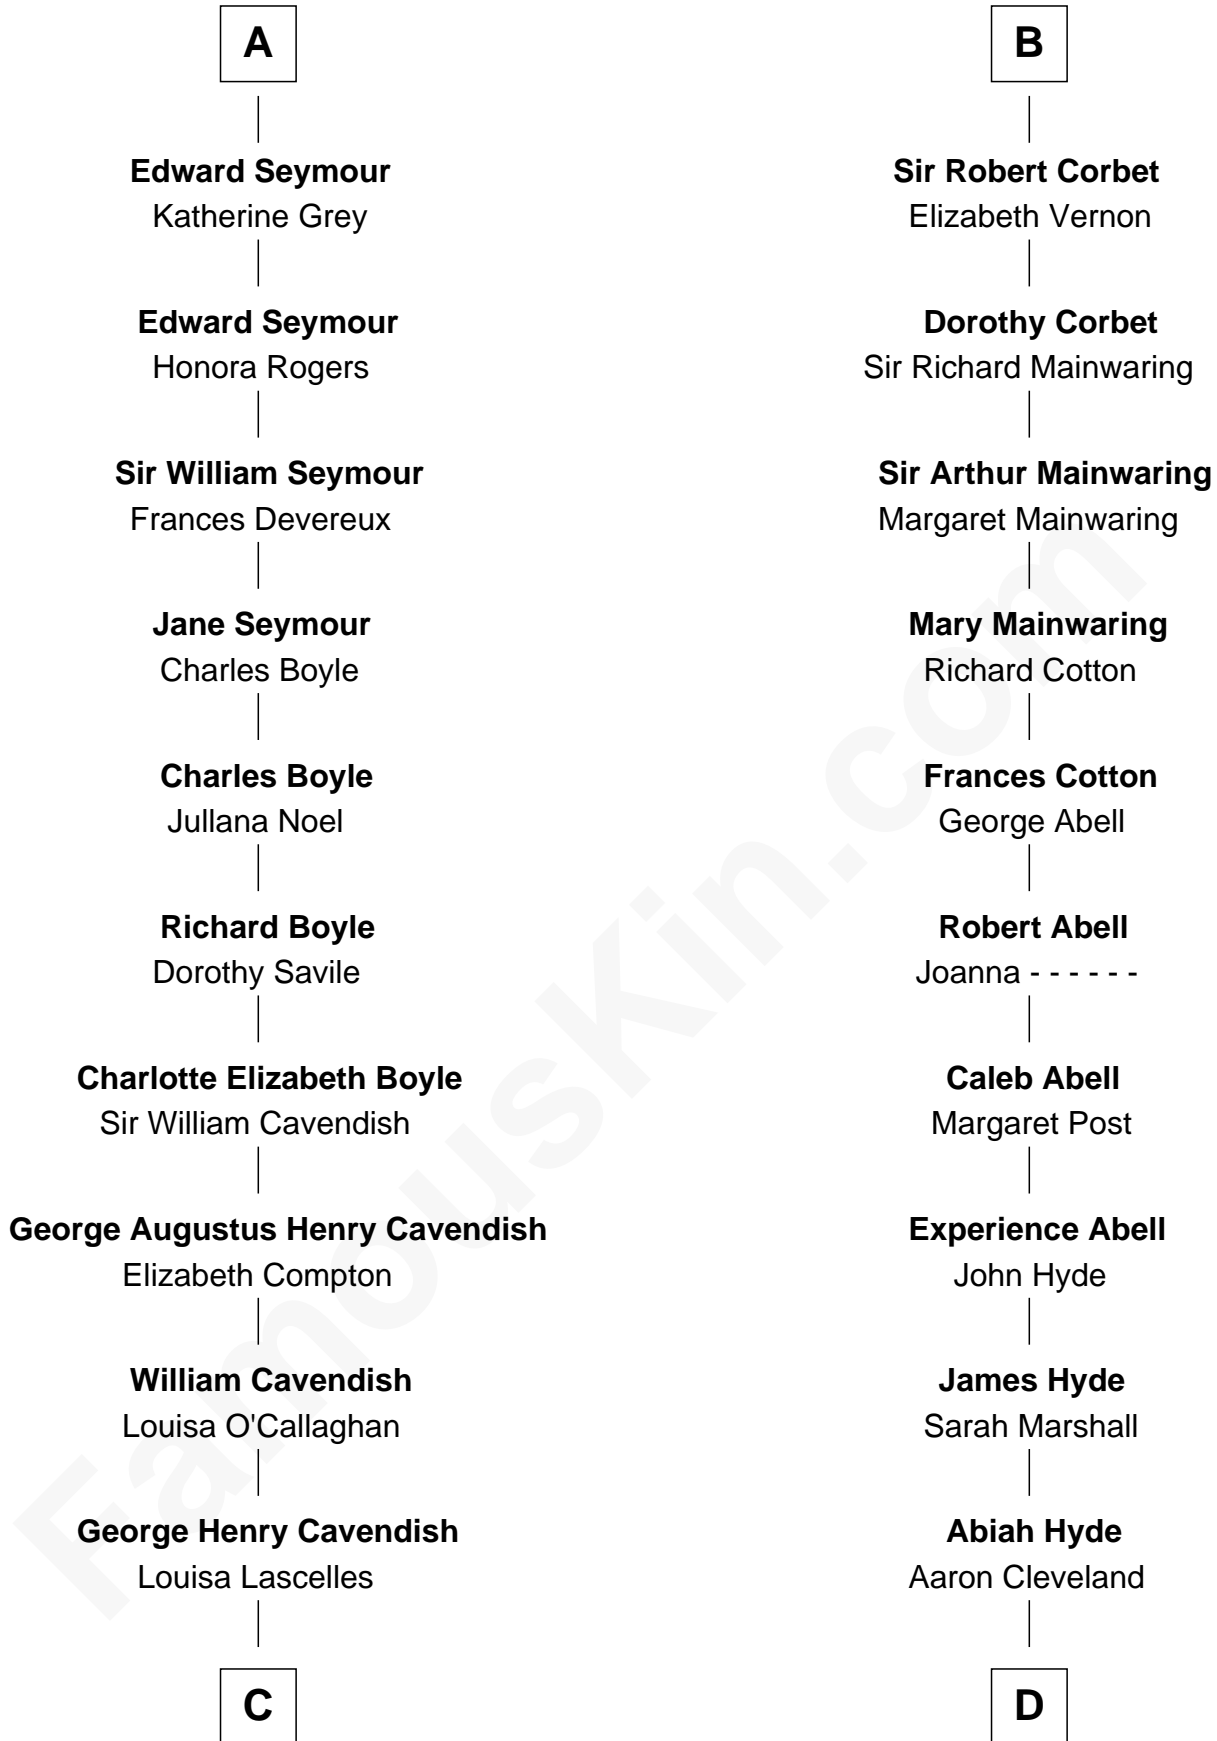 A
Edward Seymour
Katherine Grey
Edward Seymour
Honora Rogers
Sir William Seymour
Frances Devereux
Jane Seymour
Charles Boyle
Charles Boyle
Jullana Noel
Richard Boyle
Dorothy Savile
Charlotte Elizabeth Boyle
Sir William Cavendish
George Augustus Henry Cavendish
Elizabeth Compton
William Cavendish
Louisa O'Callaghan
George Henry Cavendish
Louisa Lascelles
C
B
Sir Robert Corbet
Elizabeth Vernon
Dorothy Corbet
Sir Richard Mainwaring
Sir Arthur Mainwaring
Margaret Mainwaring
Mary Mainwaring
Richard Cotton
Frances Cotton
George Abell
Robert Abell
Joanna - - - - - -
Caleb Abell
Margaret Post
Experience Abell
John Hyde
James Hyde
Sarah Marshall
Abiah Hyde
Aaron Cleveland
D
FamousKin.com